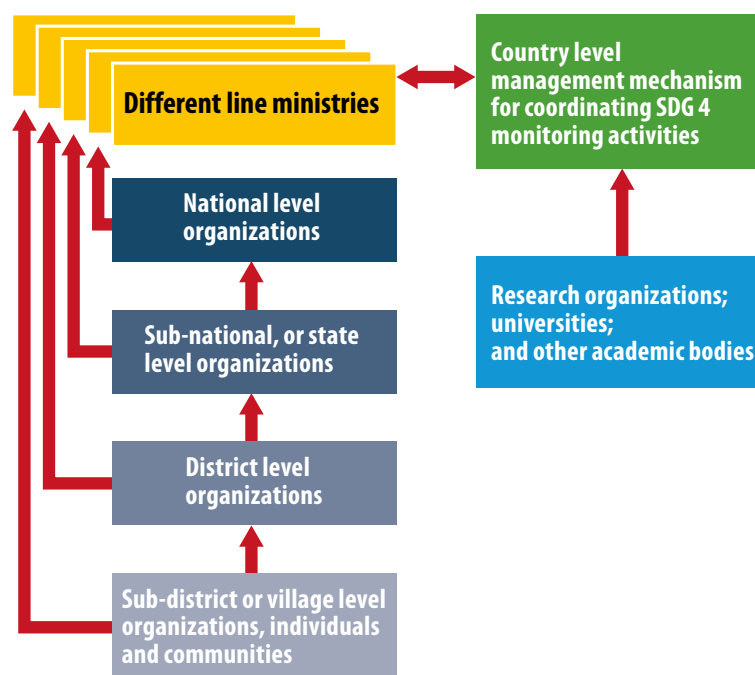 Different line ministries
Country level
management mechanism
for coordinating SDG 4
monitoring activities
National level
organizations
Research organizations;
universities;
and other academic bodies
Sub-national, or state
level organizations
District level
organizations
Sub-district or village level
organizations, individuals
and communities